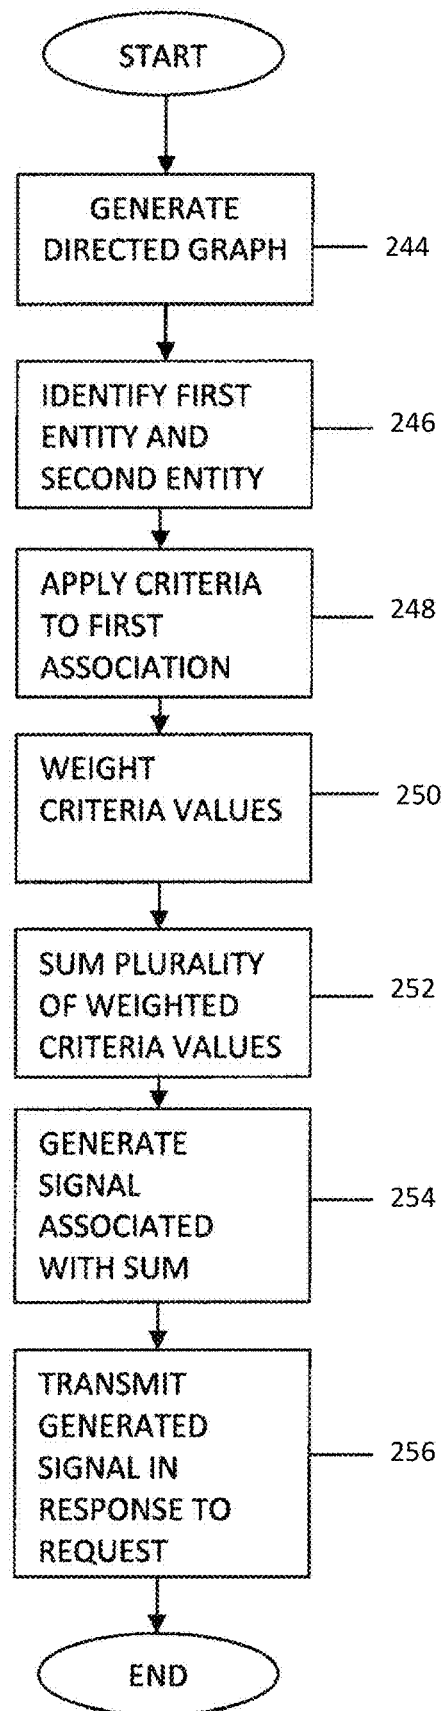 START
GENERATE
DIRECTED GRAPH
244
IDENTIFY FIRST
ENTITY AND
SECOND ENTITY
246
APPLY CRITERIA
TO FIRST
ASSOCIATION
248
WEIGHT
CRITERIA VALUES
250
SUM PLURALITY
OF WEIGHTED
CRITERIA VALUES
252
GENERATE
SIGNAL
ASSOCIATED
WITH SUM
254
TRANSMIT
GENERATED
SIGNAL IN
RESPONSE TO
REQUEST
256
END